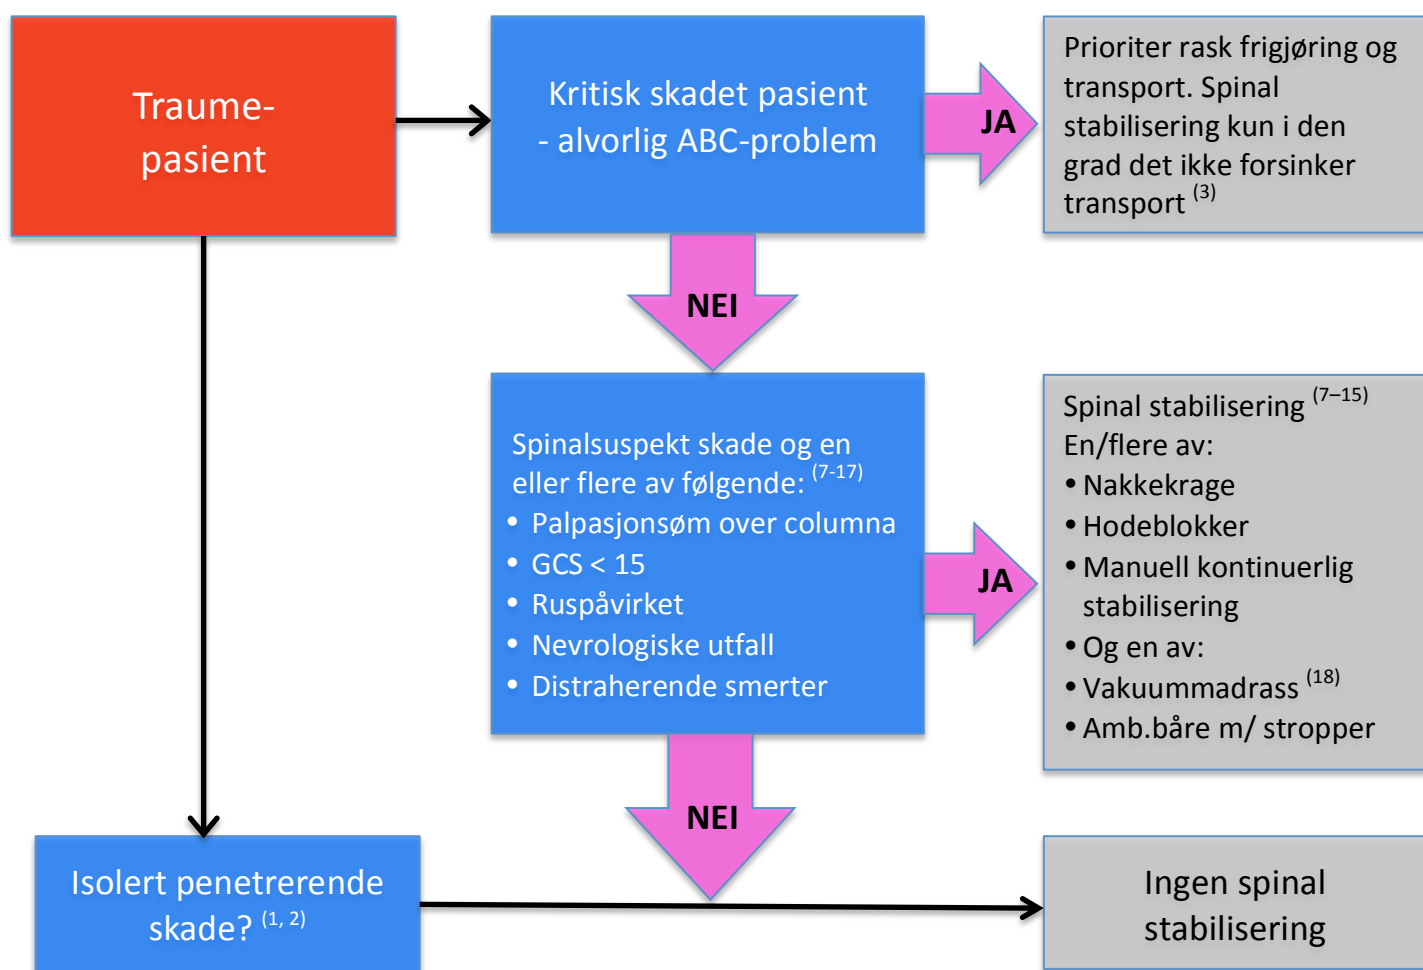 Traume-
pasient
Kritisk skadet pasient
- alvorlig ABC-problem
JA
Prioriter rask frigjøring og
transport. Spinal
stabilisering kun i den
grad det ikke forsinker
transport (3)
NEI
Spinalsuspekt skade og en
eller flere av følgende: (7-17)
• Palpasjonsøm over columna
• GCS < 15
• Ruspåvirket
• Nevrologiske utfall
• Distraherende smerter
JA
Spinal stabilisering (7–15)
En/flere av:
• Nakkekrage
• Hodeblokker
• Manuell kontinuerlig
stabilisering
• Og en av:
• Vakuummadrass (18)
• Amb.båre m/ stropper
NEI
Isolert penetrerende
skade? (1, 2)
Ingen spinal
stabilisering